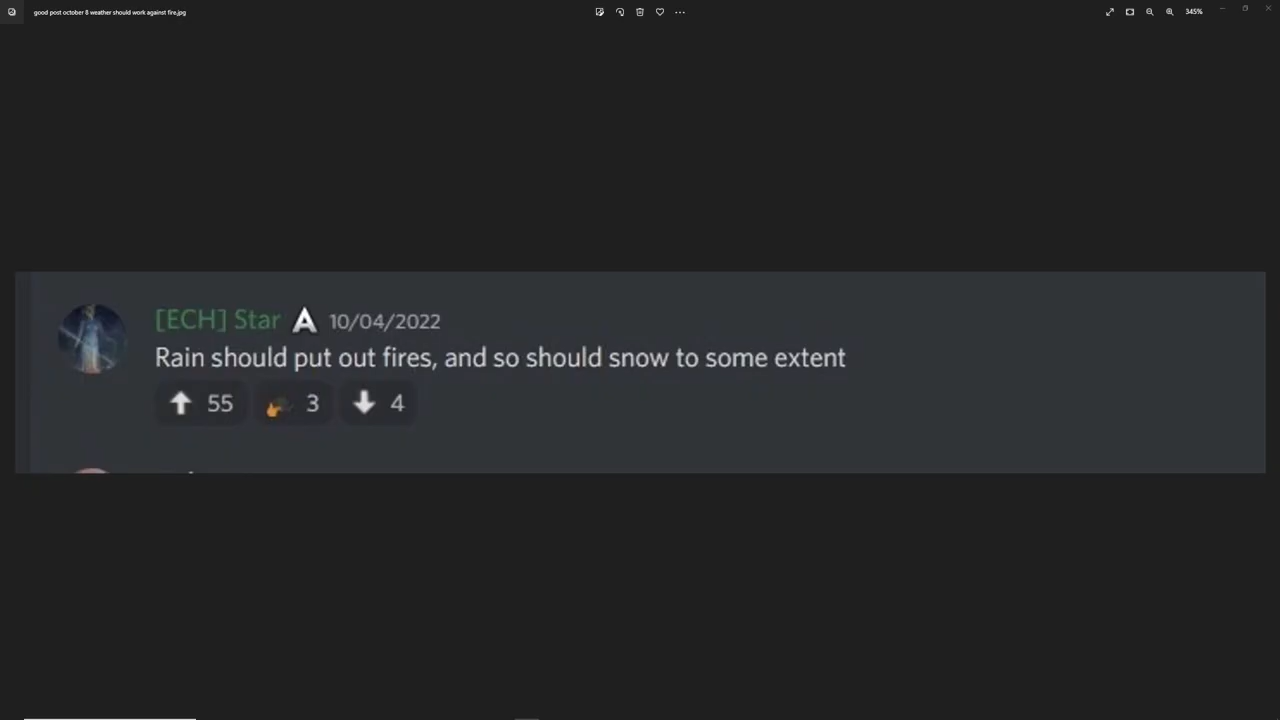 good post october 8 weather should work against fire.jpg
345%
[ECH] Star A 10/04/2022
Rain should put out fires, and so should snow to some extent
55 3 4